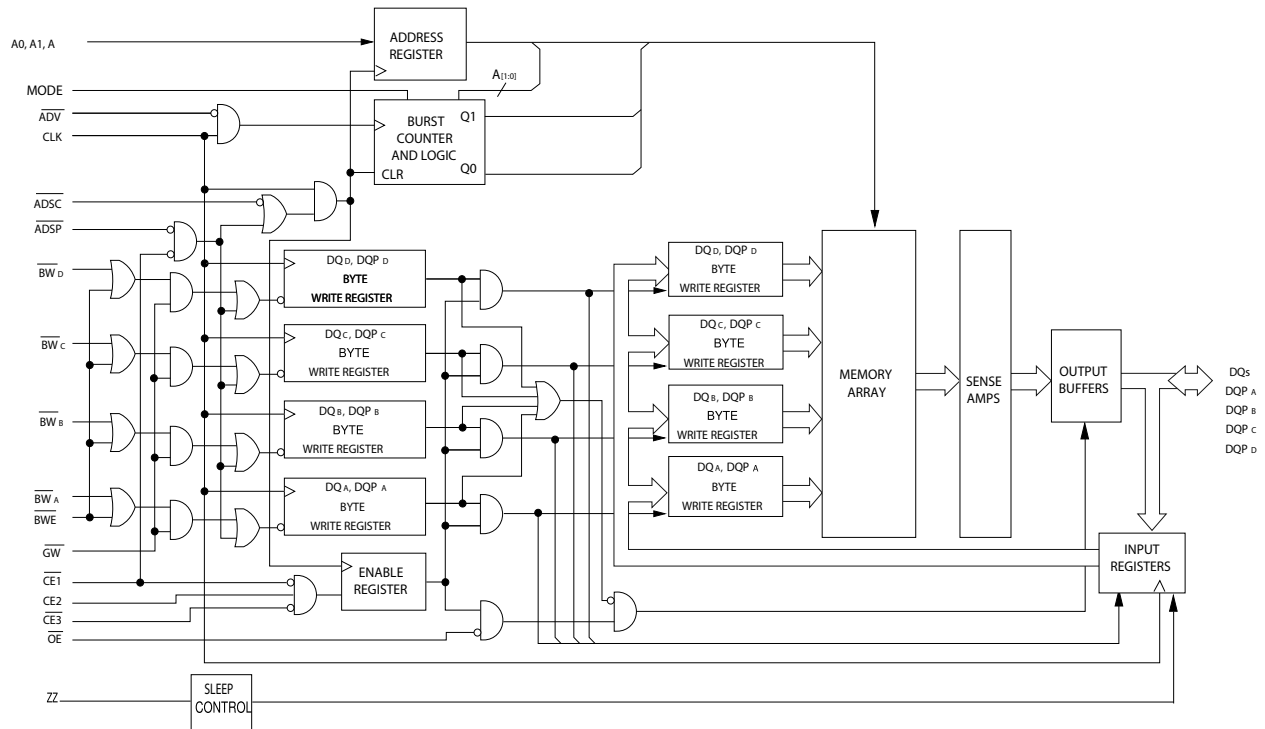 A0, A1, A
ADDRESS
REGISTER
A[1:0]
MODE
ADV
CLK
BURST
COUNTER
AND LOGIC
Q1
Q0
CLR
ADSC
ADSP
BW D
DQ D, DQP D
BYTE
WRITE REGISTER
DQ D, DQP D
BYTE
WRITE REGISTER
BW C
DQ C, DQP C
BYTE
WRITE REGISTER
DQ C, DQP C
BYTE
WRITE REGISTER
BW B
DQ B, DQP B
BYTE
WRITE REGISTER
DQ B, DQP B
BYTE
WRITE REGISTER
BW A
BWE
DQ A, DQP A
BYTE
WRITE REGISTER
DQ A, DQP A
BYTE
WRITE REGISTER
MEMORY
ARRAY
SENSE
AMPS
OUTPUT
BUFFERS
DQs
DQP A
DQP B
DQP C
DQP D
GW
CE1
CE2
CE3
OE
ENABLE
REGISTER
INPUT
REGISTERS
ZZ
SLEEP
CONTROL